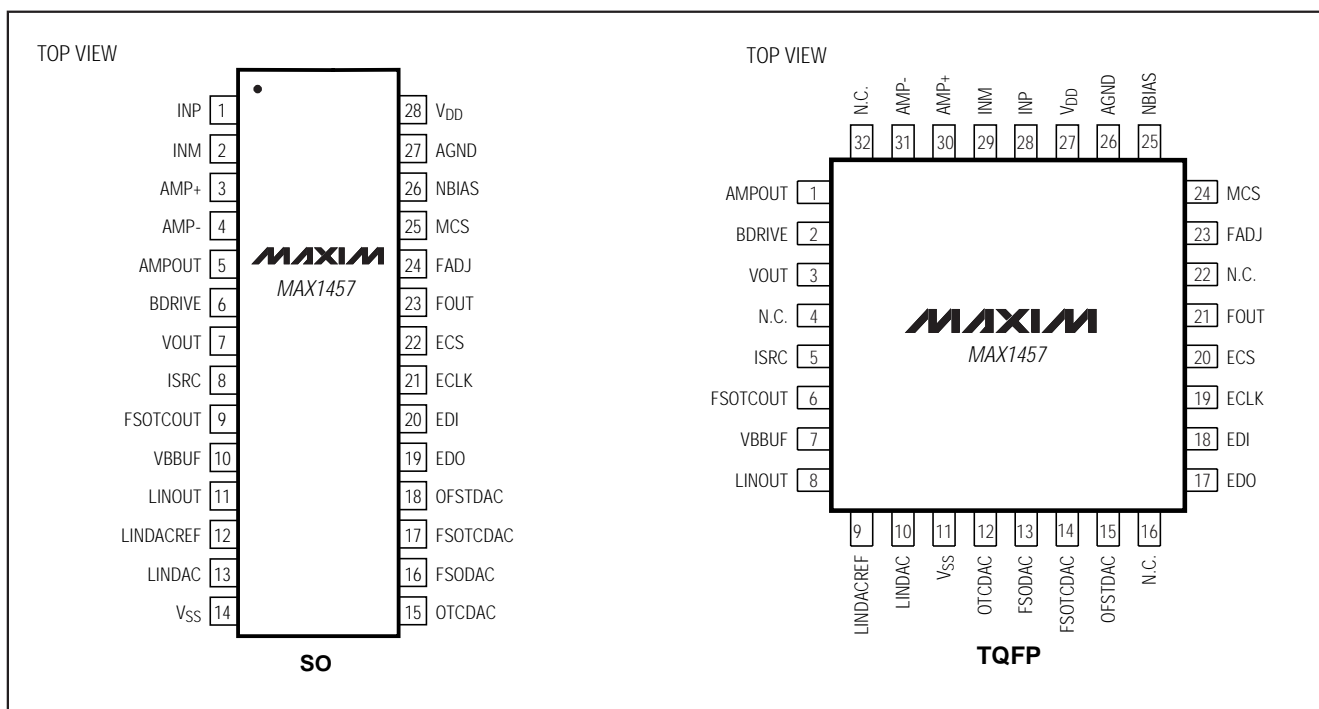 TOP VIEW
INP 1
INM 2
AMP+ 3
AMP- 4
AMPOUT 5
BDRIVE 6
VOUT 7
ISRC 8
FSOTCOUT 9
VBBUF 10
LINOUT 11
LINDACREF 12
LINDAC 13
VSS 14
28 VDD
27 AGND
26 NBIAS
25 MCS
24 FADJ
23 FOUT
22 ECS
21 ECLK
20 EDI
19 EDO
18 OFSTDAC
17 FSOTCDAC
16 FSODAC
15 OTCDAC
MAXIM
MAX1457
SO
TOP VIEW
N.C. AMP- AMP+ INM INP VDD AGND NBIAS
32 31 30 29 28 27 26 25
AMPOUT 1
BDRIVE 2
VOUT 3
N.C. 4
ISRC 5
FSOTCOUT 6
VBBUF 7
LINOUT 8
24 MCS
23 FADJ
22 N.C.
21 FOUT
20 ECS
19 ECLK
18 EDI
17 EDO
MAXIM
MAX1457
9 10 11 12 13 14 15 16
LINDACREF LINDAC VSS OTCDAC FSODAC FSOTCDAC OFSTDAC N.C.
TQFP